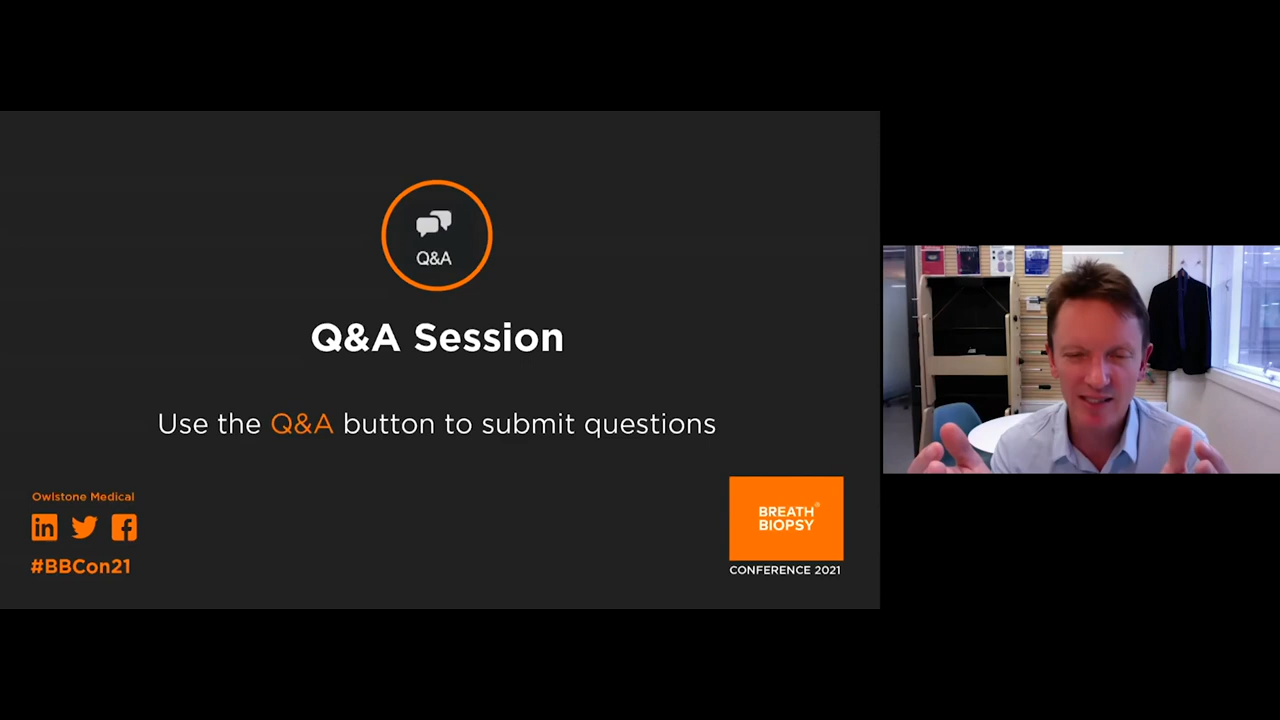 Q&A
Q&A Session
Use the Q&A button to submit questions
Owlstone Medical
#BBCon21
BREATH®
BIOPSY
CONFERENCE 2021